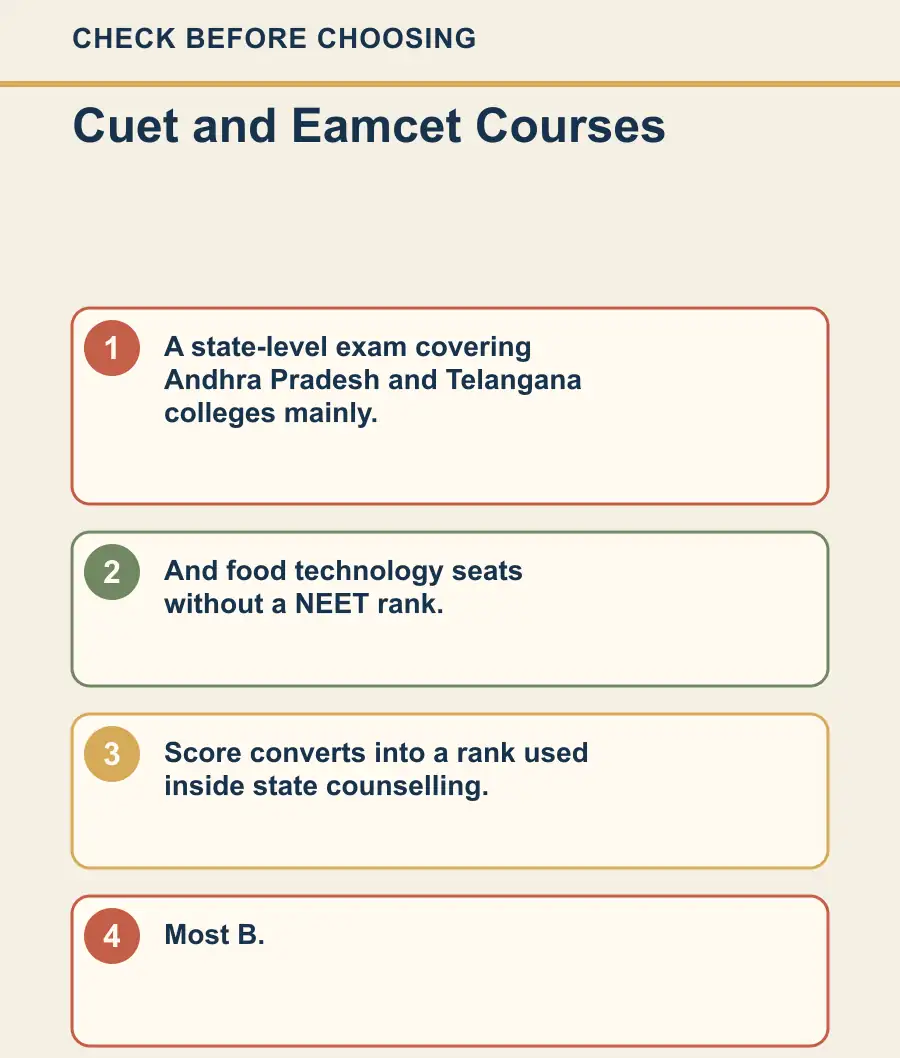 CHECK BEFORE CHOOSING
Cuet and Eamcet Courses
1
A state-level exam covering
Andhra Pradesh and Telangana
colleges mainly.
2
And food technology seats
without a NEET rank.
3
Score converts into a rank used
inside state counselling.
4
Most B.